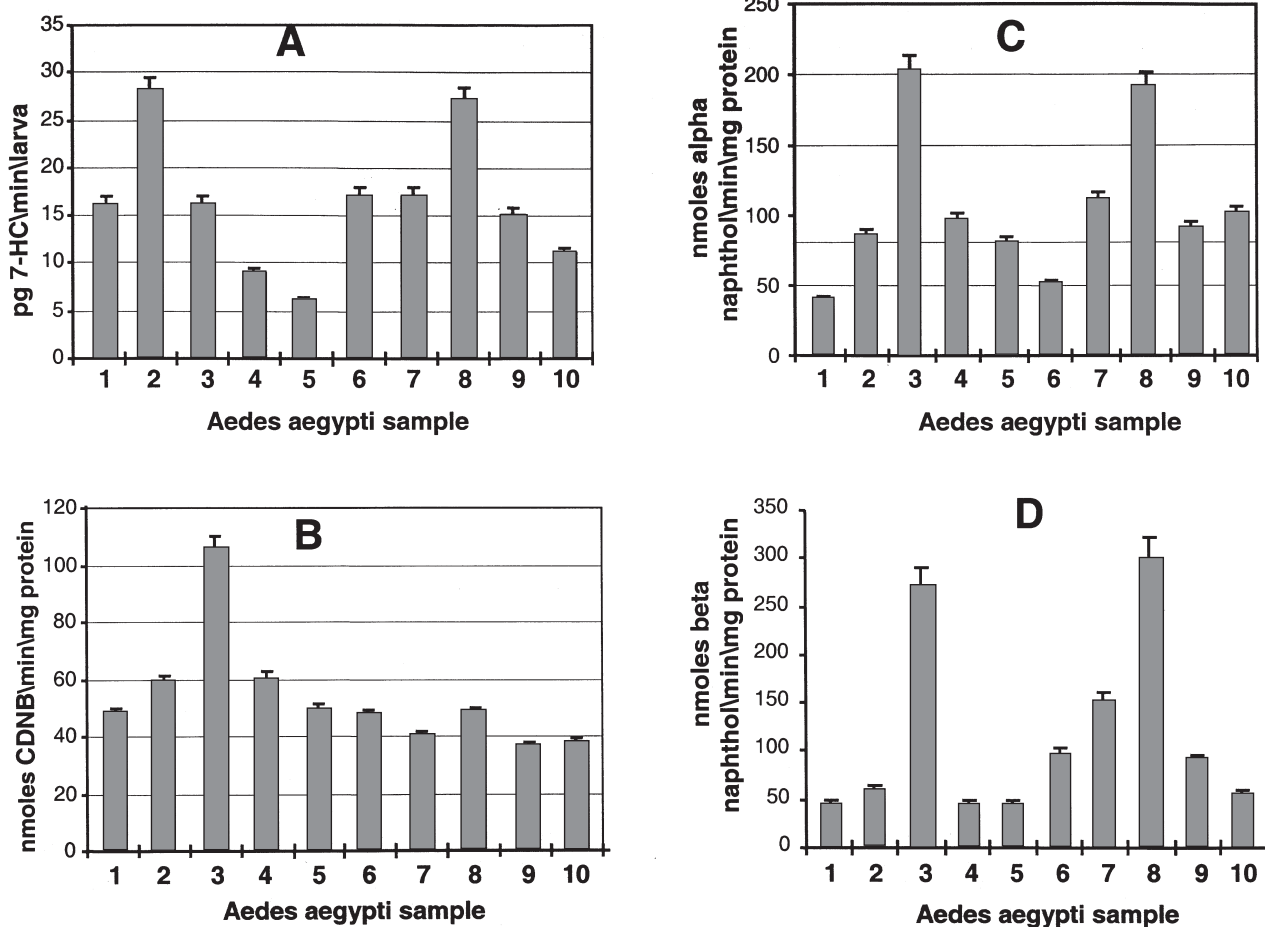 A
pg 7-HC\min\larva
35
30
25
20
15
10
5
0
1 2 3 4 5 6 7 8 9 10
Aedes aegypti sample
C
nmoles alpha
naphthol\min\mg protein
250
200
150
100
50
0
1 2 3 4 5 6 7 8 9 10
Aedes aegypti sample
B
nmoles CDNB\min\mg protein
120
100
80
60
40
20
0
1 2 3 4 5 6 7 8 9 10
Aedes aegypti sample
D
nmoles beta
naphthol\min\mg protein
350
300
250
200
150
100
50
0
1 2 3 4 5 6 7 8 9 10
Aedes aegypti sample